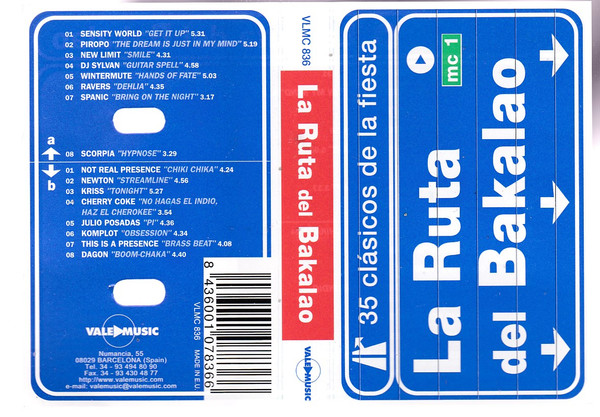 01 SENSITY WORLD "GET IT UP" 5.31
02 PIROPO "THE DREAM IS JUST IN MY MIND" 5.19
03 NEW LIMIT "SMILE" 4.31
04 DJ SYLVAN "GUITAR SPELL" 4.58
05 WINTERMUTE "HANDS OF FATE" 5.03
06 RAVERS "DEHLIA" 4.35
07 SPANIC "BRING ON THE NIGHT" 3.17
a
08 SCORPIA "HYPNOSE" 3.29
b
01 NOT REAL PRESENCE "CHIKI CHIKA" 4.24
02 NEWTON "STREAMLINE" 4.56
03 KRISS "TONIGHT" 5.27
04 CHERRY COKE "NO HAGAS EL INDIO,
HAZ EL CHEROKEE" 3.54
05 JULIO POSADAS "PI" 4.36
06 KOMPLOT "OBSESSION" 4.34
07 THIS IS A PRESENCE "BRASS BEAT" 4.08
08 DAGON "BOOM-CHAKA" 4.40
VALE MUSIC
Numancia, 55
08029 BARCELONA (Spain)
Tel. 34 - 93 494 80 90
Fax. 34 - 93 430 48 77
http://www.valemusic.com
e-mail: valemusic@valemusic.com
VLMC 836
8 436001 078366
MADE IN E.U.
VLMC 836
La Ruta del Bakalao
VALE MUSIC
35 clásicos de la fiesta
mc 1
La Ruta
del Bakalao